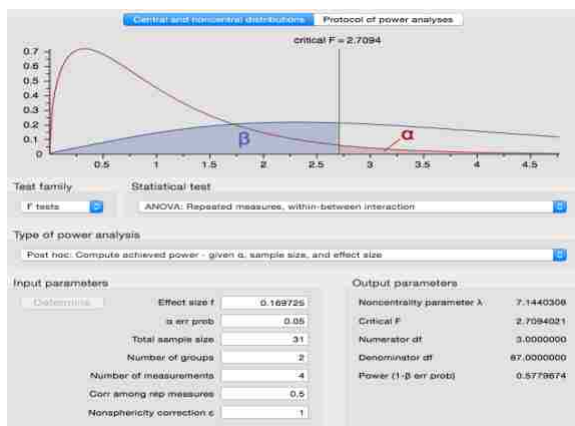 Central and noncentral distributions
Protocol of power analyses
critical F = 2.7094
0.7
0.6
0.5
0.4
0.3
0.2
0.1
0
β
α
0.5 1 1.5 2 2.5 3 3.5 4 4.5
Test family
Statistical test
F tests
ANOVA: Repeated measures, within-between interaction
Type of power analysis
Post hoc: Compute achieved power - given α, sample size, and effect size
Input parameters
Output parameters
Determine
Effect size f 0.169725
Noncentrality parameter λ 7.1440308
α err prob 0.05
Critical F 2.7094021
Total sample size 31
Numerator df 3.0000000
Number of groups 2
Denominator df 87.0000000
Number of measurements 4
Power (1-β err prob) 0.5779674
Corr among rep measures 0.5
Nonsphericity correction ε 1